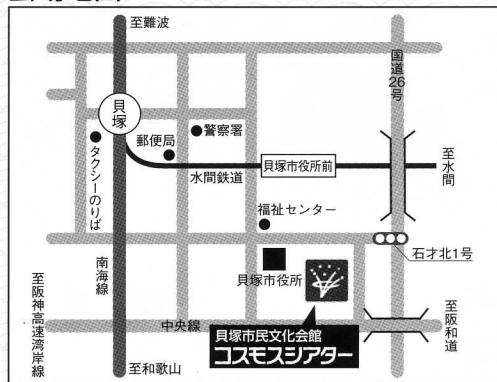 至難波
国道26号
貝塚
警察署
郵便局
タクシーのりば
貝塚市役所前
水間鉄道
至水間
福祉センター
石才北1号
南海線
貝塚市役所
至阪神高速湾岸線
中央線
貝塚市民文化会館
コスモスシアター
至阪和道
至和歌山